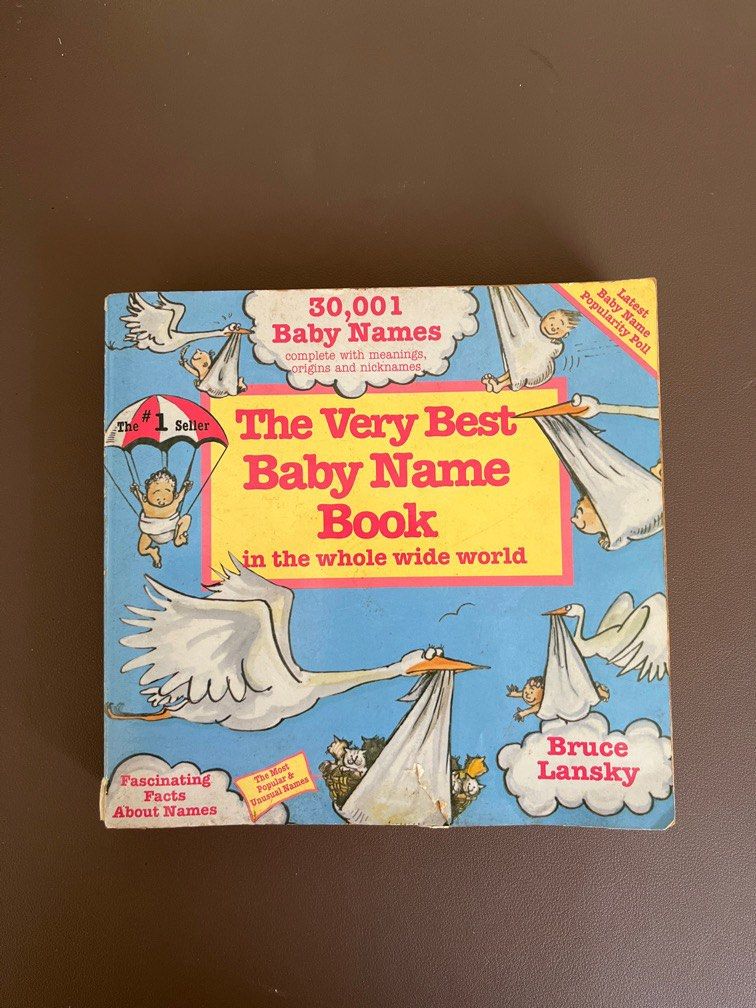 30,001
Baby Names
complete with meanings,
origins and nicknames
Latest
Baby Name
Popularity Poll
The #1 Seller
The Very Best
Baby Name
Book
in the whole wide world
Bruce
Lansky
Fascinating
Facts
About Names
The Most
Popular &
Unusual Names